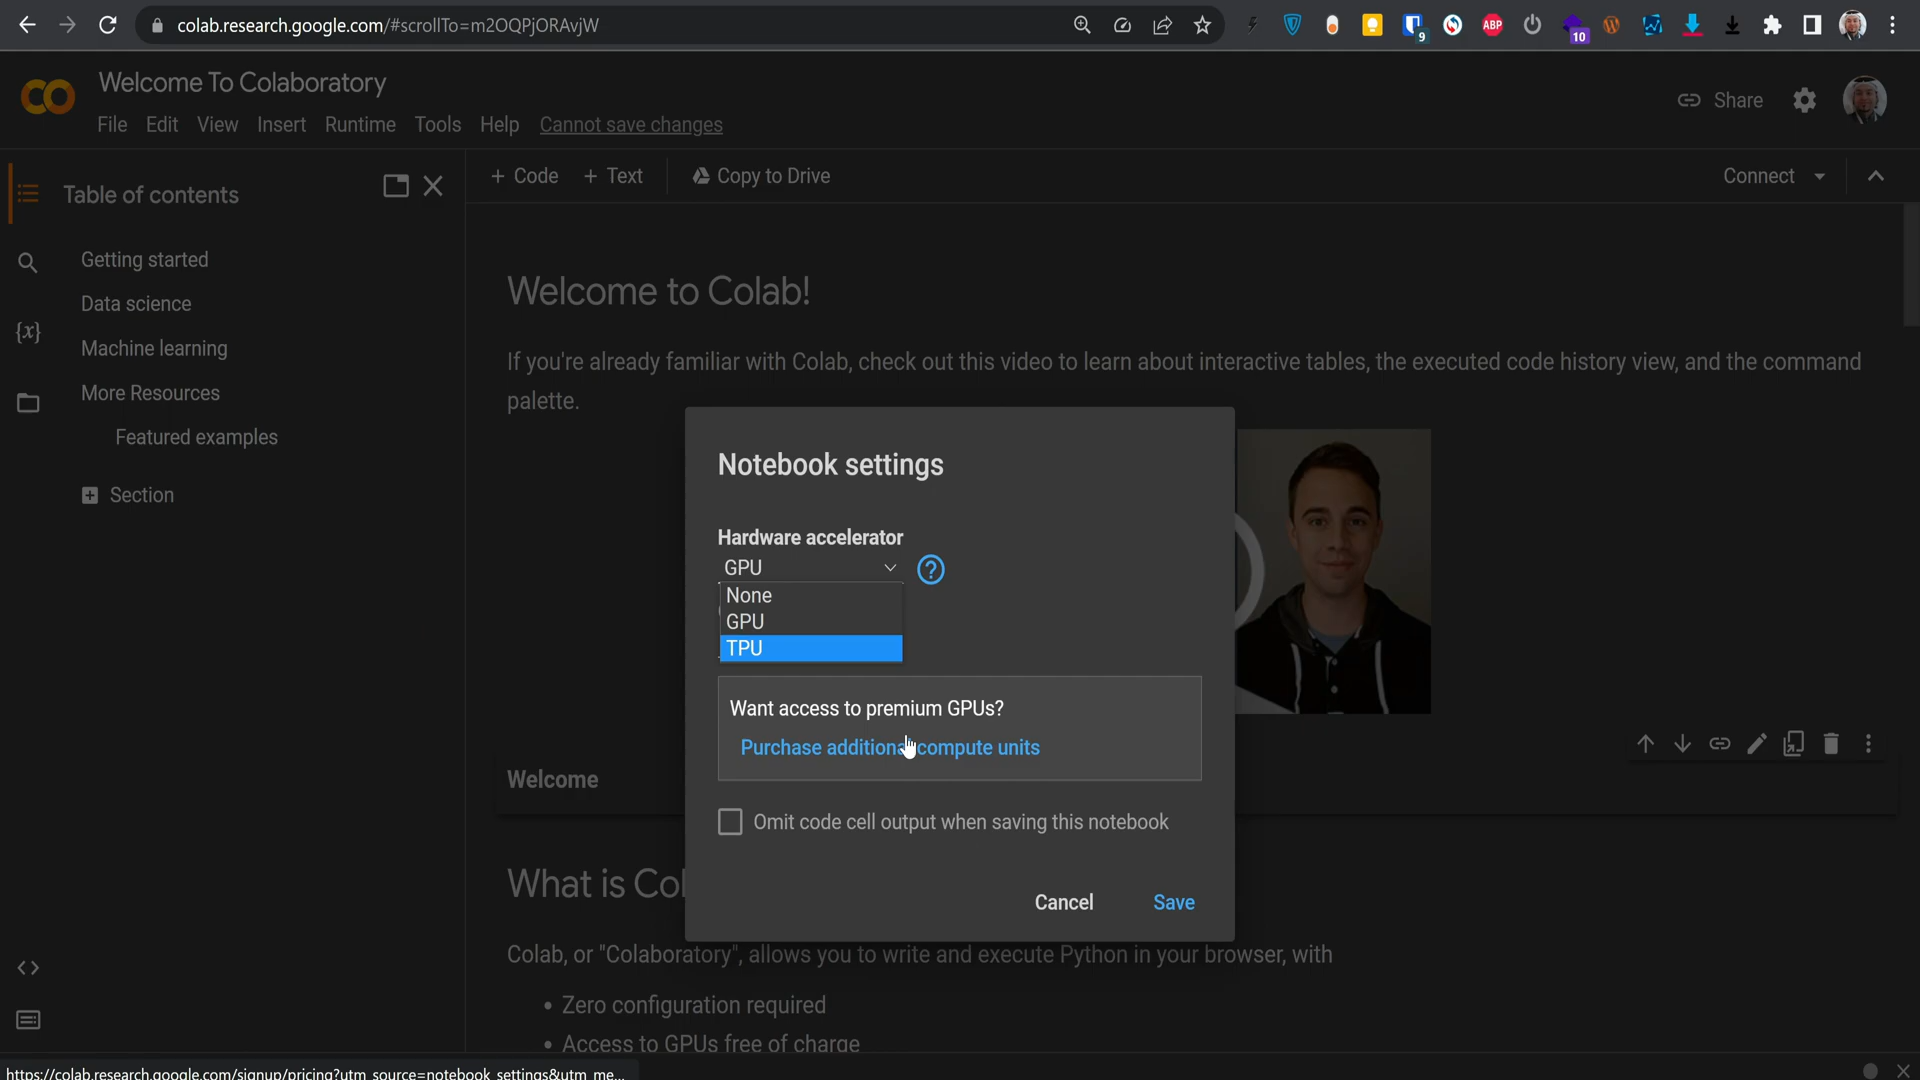 colab.research.google.com/#scrollTo=m2OQPjORAvjW
9
ABP
10
Welcome To Colaboratory
File Edit View Insert Runtime Tools Help Cannot save changes
Share
Table of contents
+ Code + Text Copy to Drive
Connect
Getting started
Data science
{x}
Machine learning
More Resources
Featured examples
Section
Welcome to Colab!
If you're already familiar with Colab, check out this video to learn about interactive tables, the executed code history view, and the command
palette.
Notebook settings
Hardware accelerator
GPU
?
None
GPU
TPU
Want access to premium GPUs?
Purchase additional compute units
Omit code cell output when saving this notebook
Cancel Save
Welcome
What is Col
Colab, or "Colaboratory", allows you to write and execute Python in your browser, with
• Zero configuration required
• Access to GPUs free of charge
<>
https://colab.research.google.com/signup/pricing?utm_source=notebook_settings&utm_me...